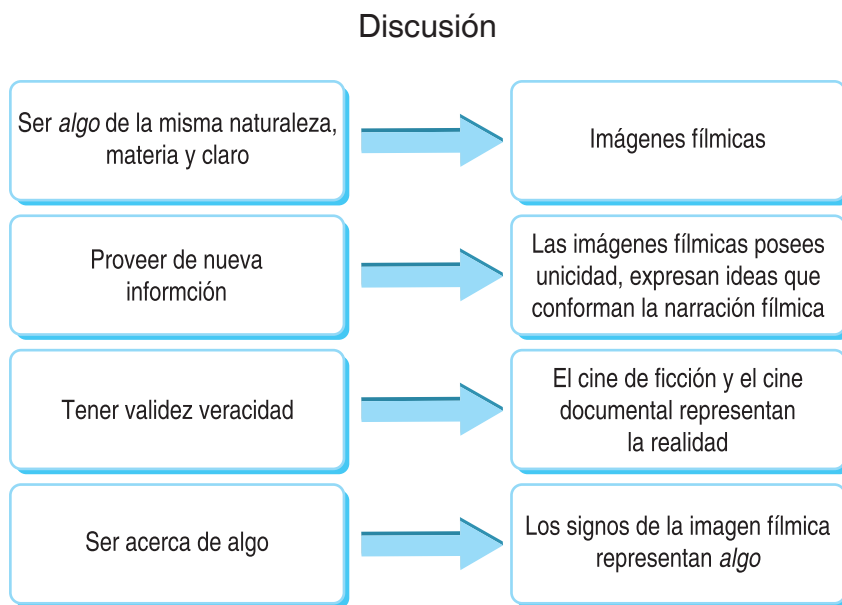 Discusión
Ser algo de la misma naturaleza,
materia y claro
Imágenes fílmicas
Proveer de nueva
informción
Las imágenes fílmicas posees
unicidad, expresan ideas que
conforman la narración fílmica
Tener validez veracidad
El cine de ficción y el cine
documental representan
la realidad
Ser acerca de algo
Los signos de la imagen fílmica
representan algo